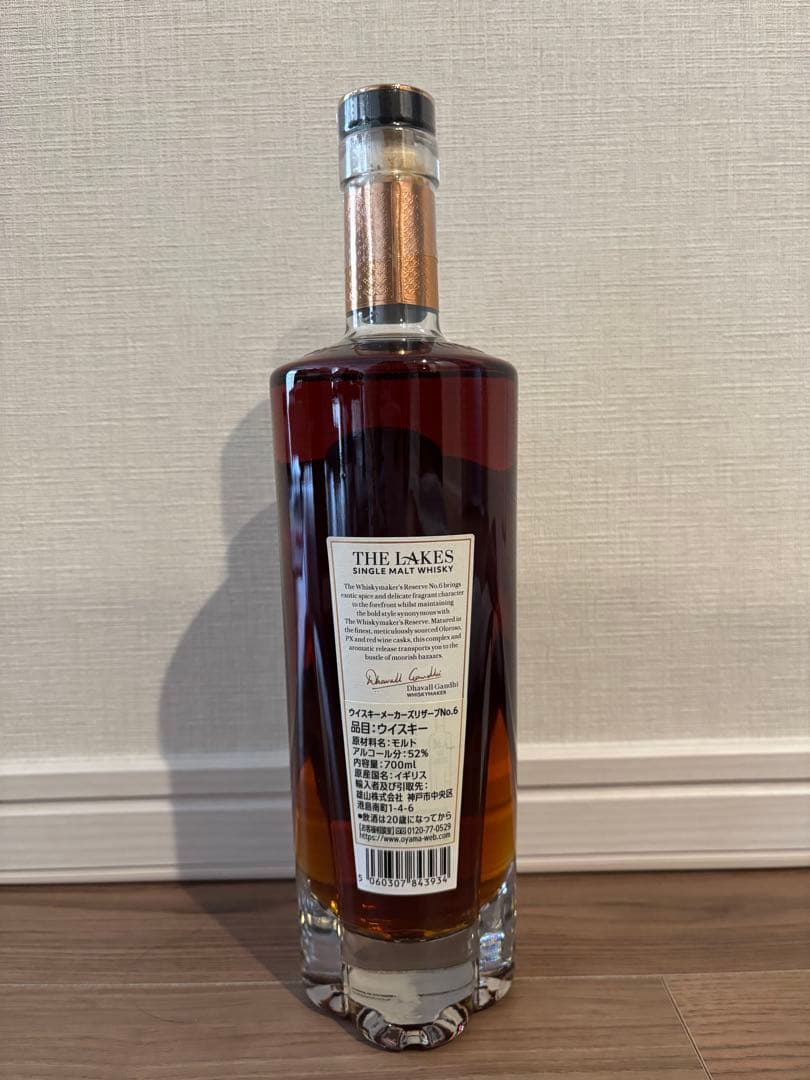 THE LAKES
SINGLE MALT WHISKY
The Whiskymaker's Reserve No.6 brings
exotic spice and delicate fragrant character
to the forefront whilst maintaining
the bold style synonymous with
The Whiskymaker's Reserve. Matured in
the finest, meticulously sourced Oloroso,
PX and red wine casks, this complex and
aromatic release transports you to the
bustle of moorish bazaars.
Dhavall Gandhi
Dhavall Gandhi
WHISKYMAKER
ウイスキーメーカーズリザーブNo.6
品目:ウイスキー
原材料名:モルト
アルコール分:52%
内容量:700ml
原産国名:イギリス
輸入者及び引取先:
雄山株式会社 神戸市中央区
港島南町1-4-6
●飲酒は20歳になってから
[お客様相談室] 0120-77-0529
https://www.oyama-web.com
5 060307 843934